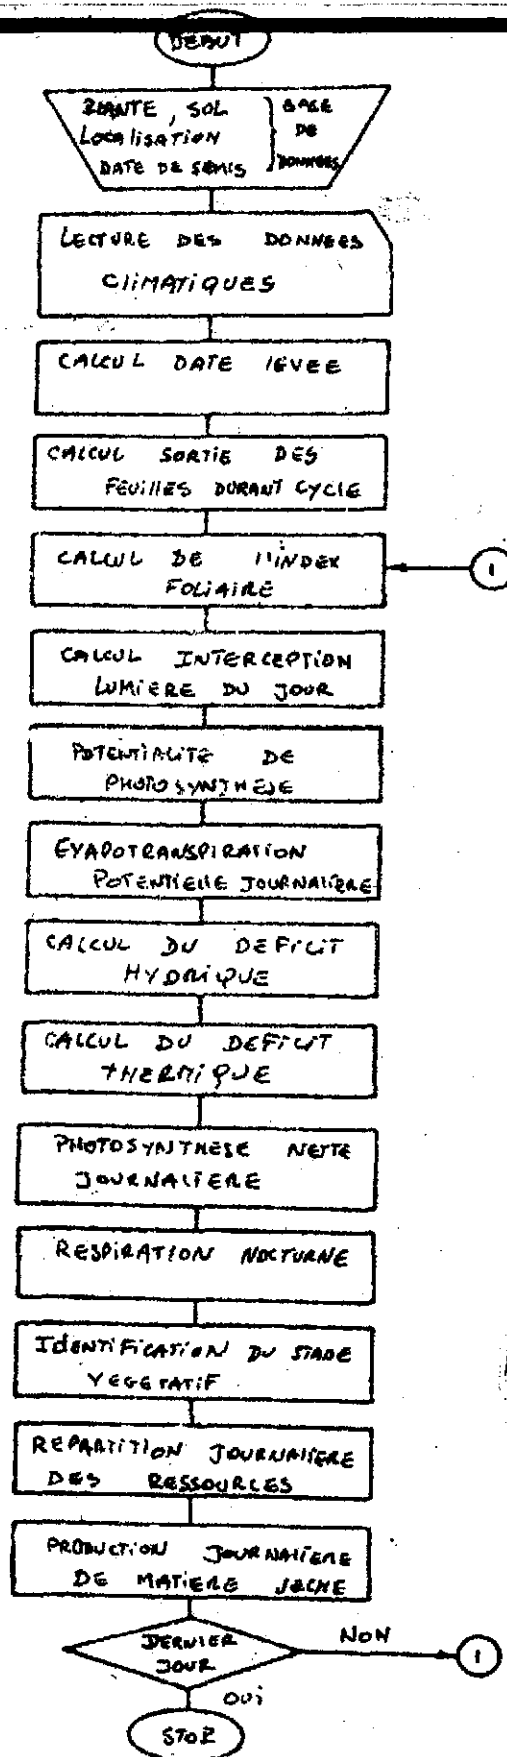 DEBUT
PLANTE, SOL BASE
LOCALISATION DE
DATE DE SEMIS DONNEES
LECTURE DES DONNEES
CLIMATIQUES
CALCUL DATE LEVEE
CALCUL SORTIE DES
FEUILLES DURANT CYCLE
CALCUL DE l'INDEX
FOLIAIRE
1
CALCUL INTERCEPTION
LUMIERE DU JOUR
POTENTIALITE DE
PHOTOSYNTHESE
EVAPOTRANSPIRATION
POTENTIELLE JOURNALIERE
CALCUL DU DEFICIT
HYDRIQUE
CALCUL DU DEFICIT
THERMIQUE
PHOTOSYNTHESE NETTE
JOURNALIERE
RESPIRATION NOCTURNE
IDENTIFICATION DU STADE
VEGETATIF
REPARTITION JOURNALIERE
DES RESSOURCES
PRODUCTION JOURNALIERE
DE MATIERE SECHE
DERNIER
JOUR
NON
1
OUi
STOP